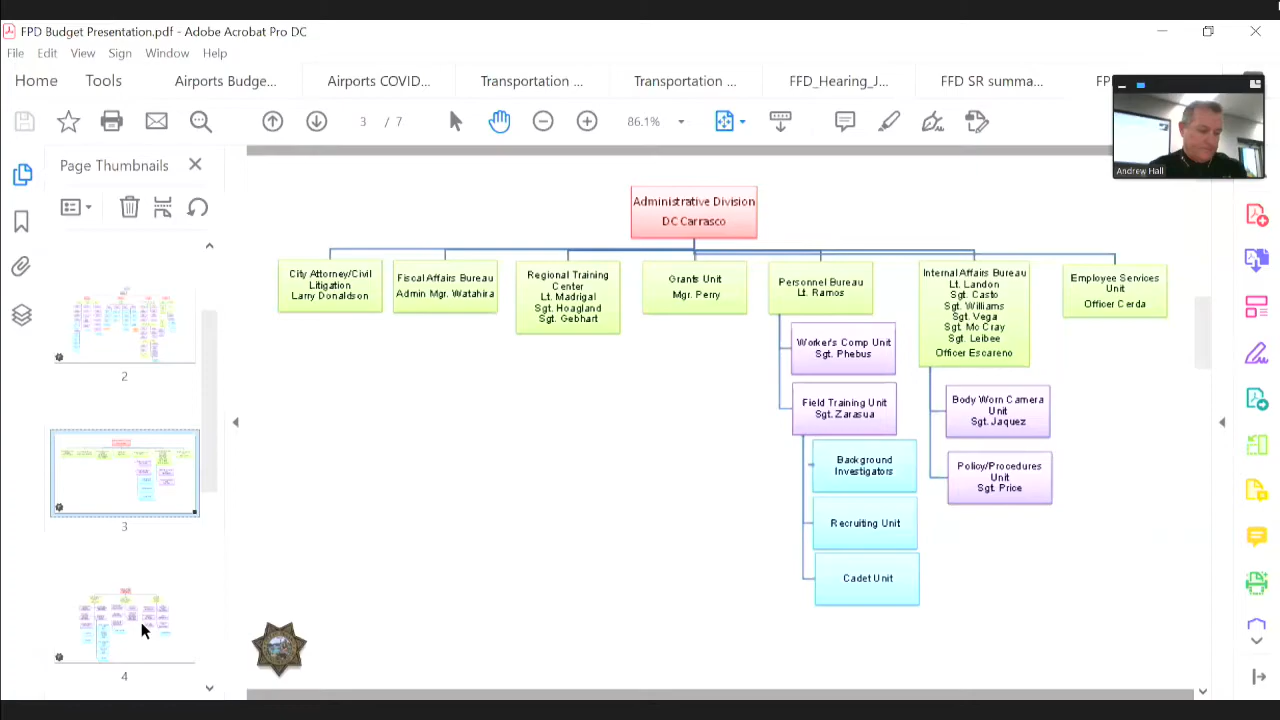 FPD Budget Presentation.pdf - Adobe Acrobat Pro DC
File Edit View Sign Window Help
Home Tools Airports Budge... Airports COVID... Transportation ... Transportation ... FFD_Hearing_J... FFD SR summa... FP
3 / 7 86.1%
Andrew Hall
Page Thumbnails
2
3
4
Administrative Division
DC Carrasco
City Attorney/Civil
Litigation
Larry Donaldson
Fiscal Affairs Bureau
Admin Mgr. Watahira
Regional Training
Center
Lt. Madrigal
Sgt. Hoagland
Sgt. Gebhart
Grants Unit
Mgr. Perry
Personnel Bureau
Lt. Ramos
Internal Affairs Bureau
Lt. Landon
Sgt. Casto
Sgt. Williams
Sgt. Vega
Sgt. Mc Cray
Sgt. Leibee
Officer Escareno
Employee Services
Unit
Officer Cerda
Worker's Comp Unit
Sgt. Phebus
Field Training Unit
Sgt. Zarasua
Background
Investigators
Recruiting Unit
Cadet Unit
Body Worn Camera
Unit
Sgt. Jaquez
Policy/Procedures
Unit
Sgt. Price